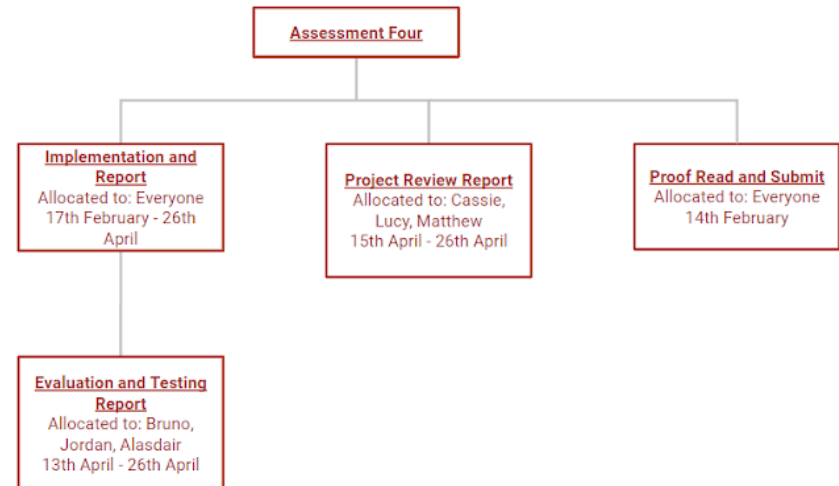 Assessment Four
Implementation and
Report
Allocated to: Everyone
17th February - 26th
April
Project Review Report
Allocated to: Cassie,
Lucy, Matthew
15th April - 26th April
Proof Read and Submit
Allocated to: Everyone
14th February
Evaluation and Testing
Report
Allocated to: Bruno,
Jordan, Alasdair
13th April - 26th April